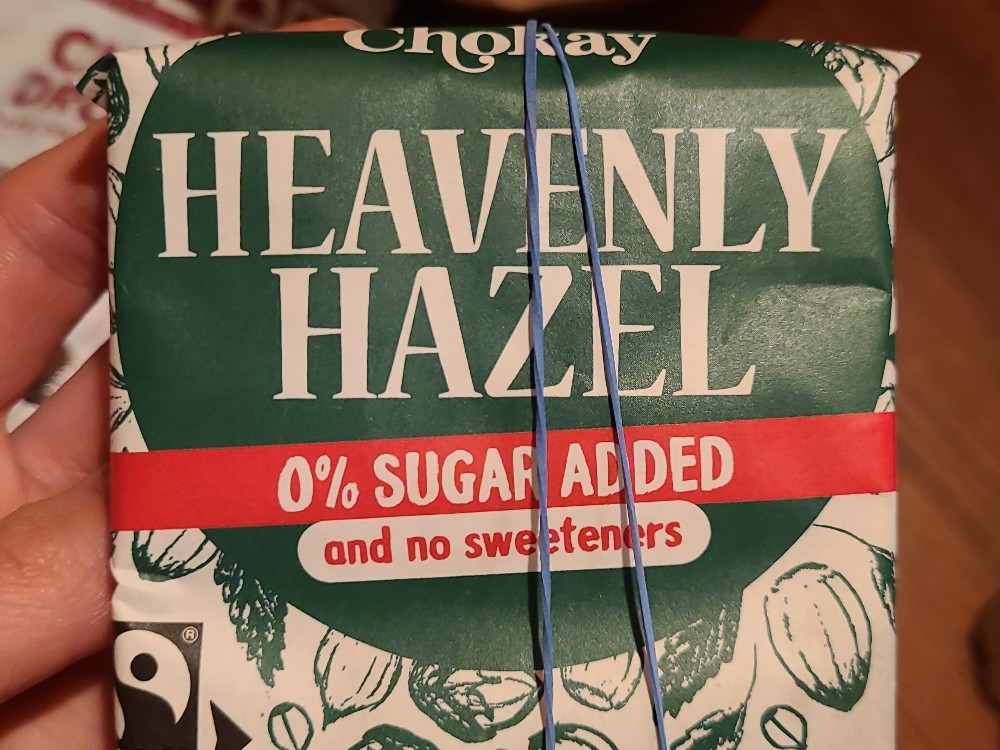 Chokay
HEAVENLY
HAZEL
0% SUGAR ADDED
and no sweeteners
®